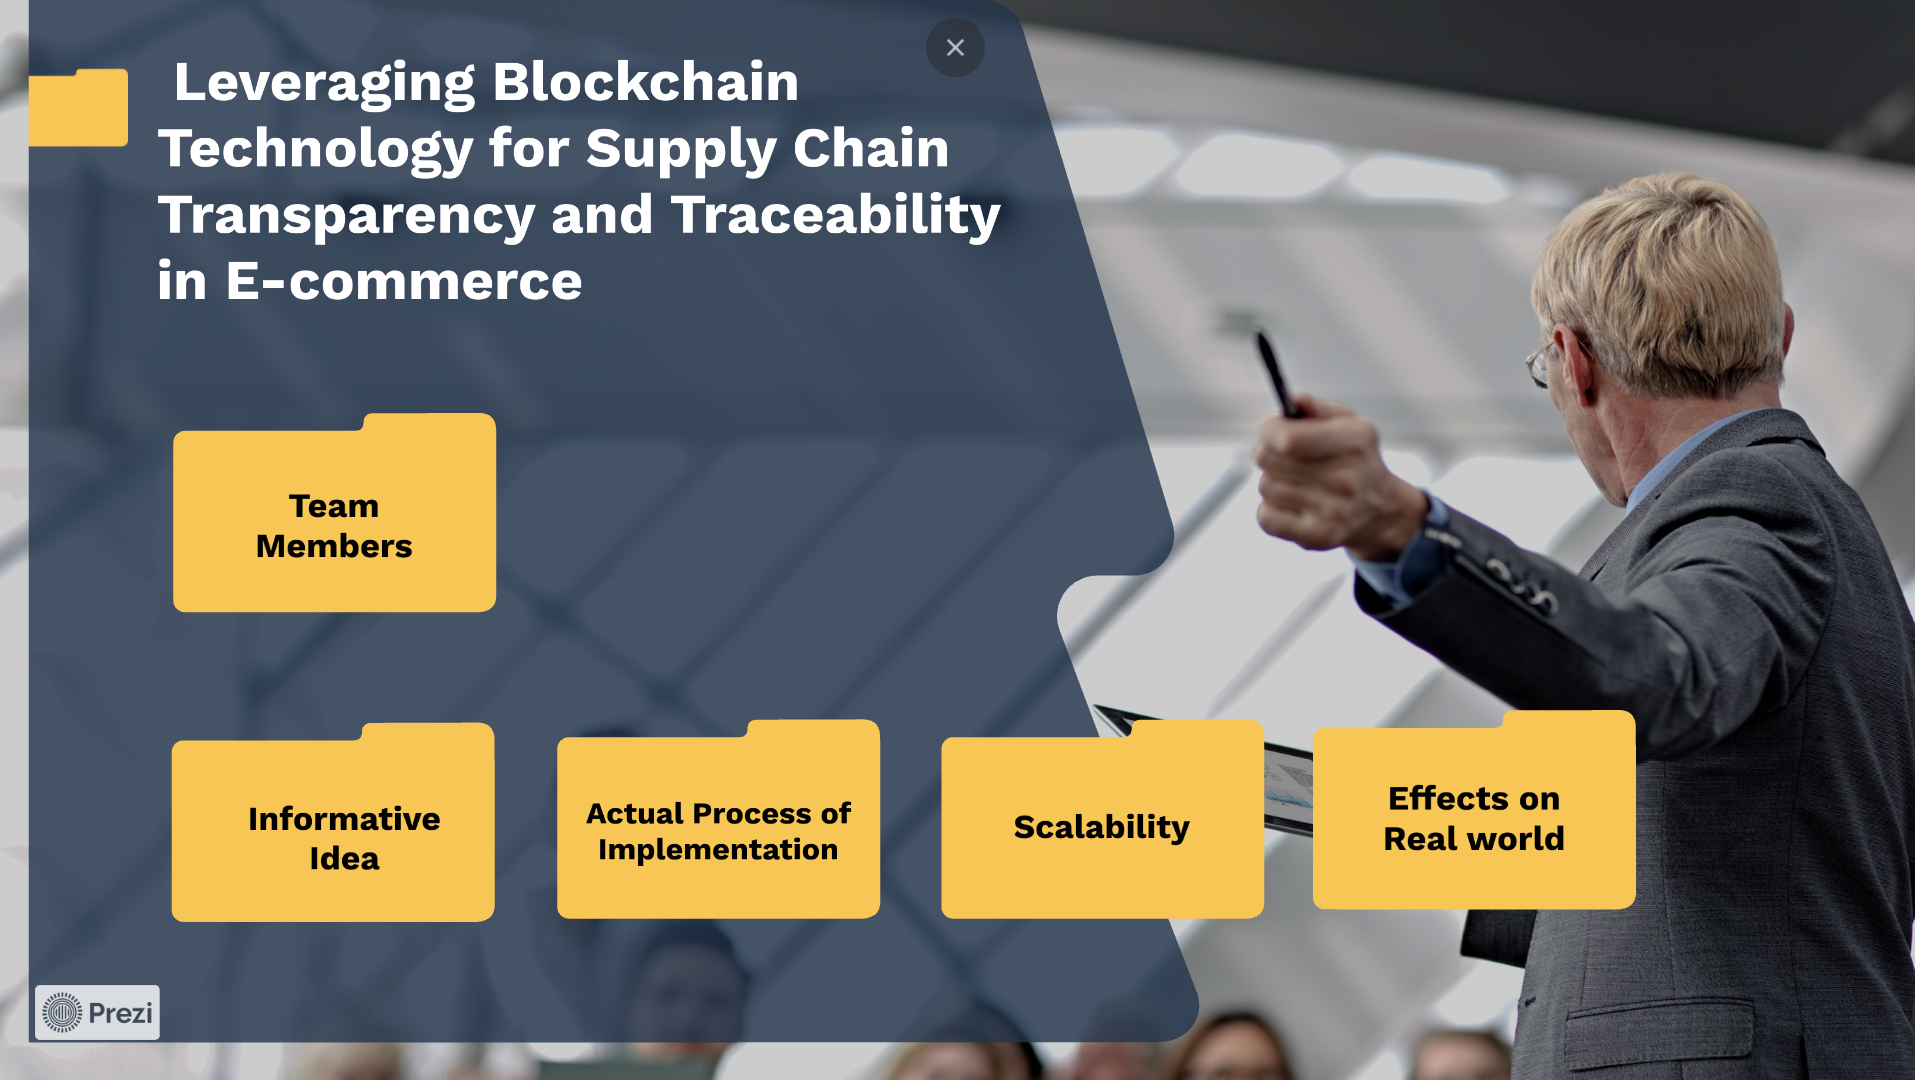 Leveraging Blockchain
Technology for Supply Chain
Transparency and Traceability
in E-commerce
Team
Members
Informative
Idea
Actual Process of
Implementation
Scalability
Effects on
Real world
Prezi